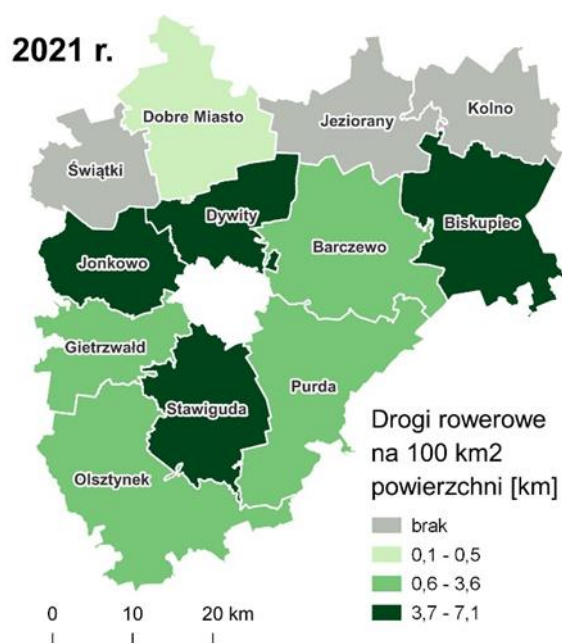 2021 r.
Dobre Miasto
Kolno
Jeziorany
Świątki
Dywity
Biskupiec
Barczewo
Jonkowo
Gietrzwałd
Purda
Stawiguda
Olsztynek
Drogi rowerowe
na 100 km2
powierzchni [km]
brak
0,1 - 0,5
0,6 - 3,6
3,7 - 7,1
0 10 20 km